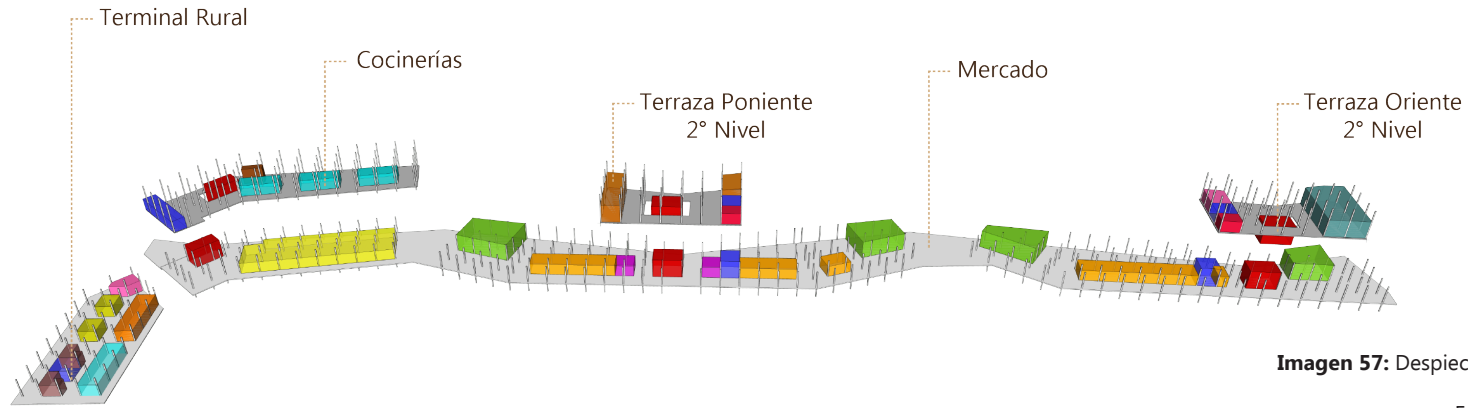 Terminal Rural
Cocinerías
Terraza Poniente
2° Nivel
Mercado
Terraza Oriente
2° Nivel
Imagen 57: Despiec